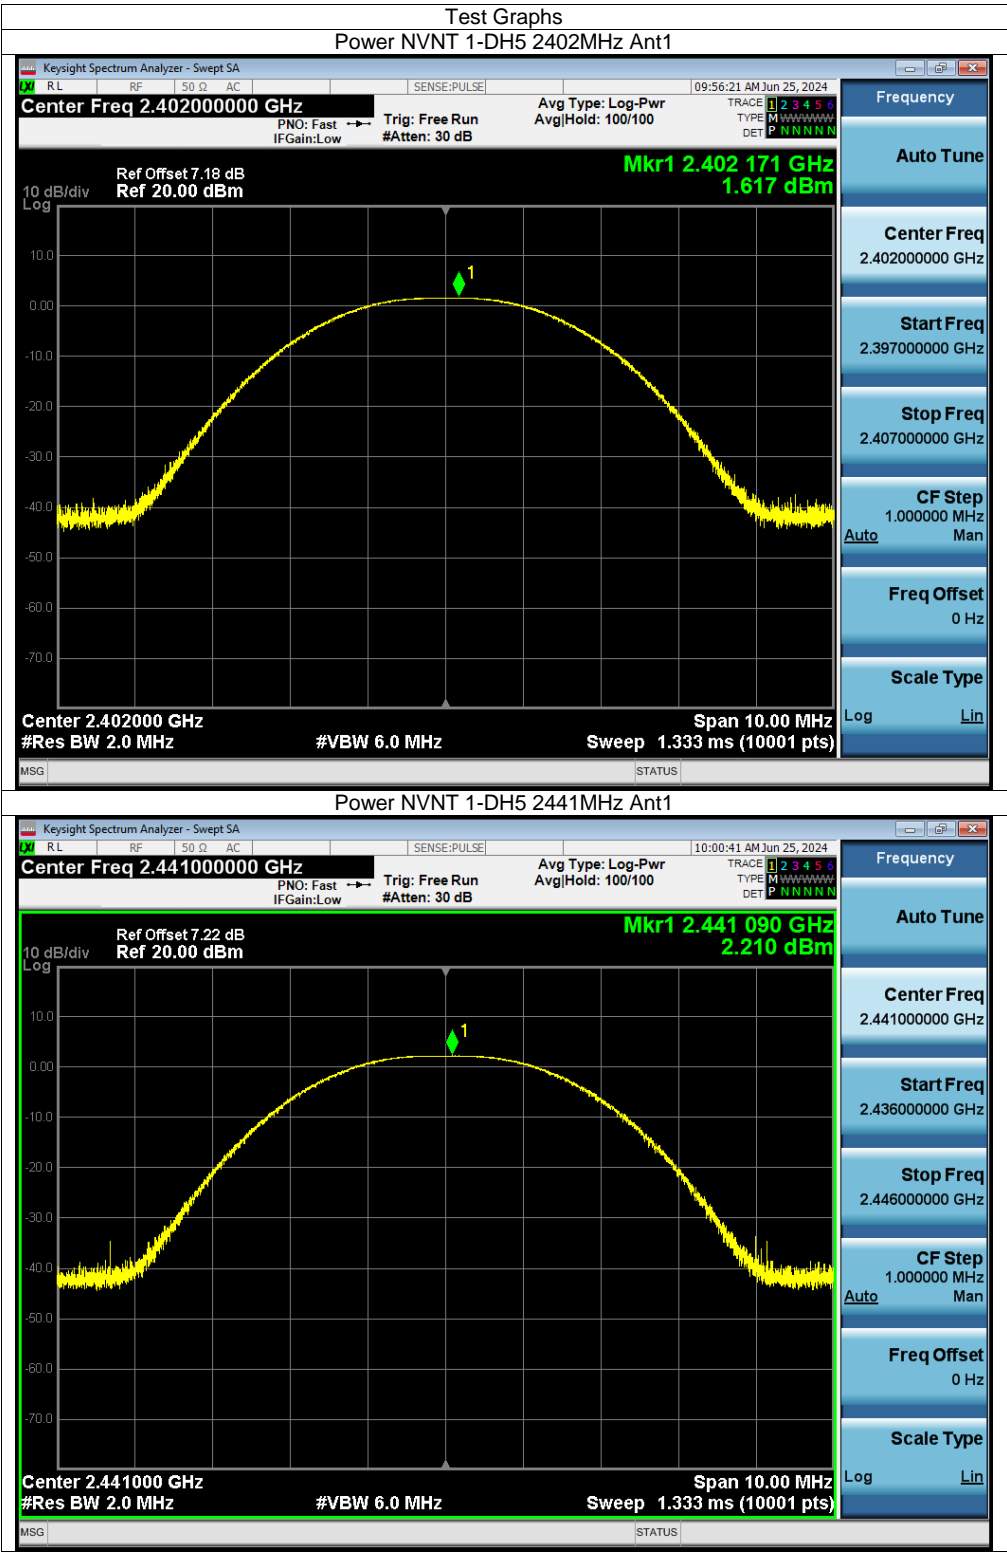 Test Graphs
Power NVNT 1-DH5 2402MHz Ant1
Keysight Spectrum Analyzer - Swept SA
LXI RL RF 50 Ω AC SENSE:PULSE 09:56:21 AM Jun 25, 2024
Center Freq 2.402000000 GHz
PNO: Fast
IFGain:Low
Trig: Free Run
#Atten: 30 dB
Avg Type: Log-Pwr
Avg|Hold: 100/100
TRACE 1 2 3 4 5 6
TYPE M W W W W W
DET P N N N N N
Mkr1 2.402 171 GHz
1.617 dBm
Ref Offset 7.18 dB
10 dB/div Ref 20.00 dBm
Log
10.0
0.00
-10.0
-20.0
-30.0
-40.0
-50.0
-60.0
-70.0
1
Center 2.402000 GHz Span 10.00 MHz
#Res BW 2.0 MHz #VBW 6.0 MHz Sweep 1.333 ms (10001 pts)
MSG STATUS
Frequency
Auto Tune
Center Freq
2.402000000 GHz
Start Freq
2.397000000 GHz
Stop Freq
2.407000000 GHz
CF Step
1.000000 MHz
Auto Man
Freq Offset
0 Hz
Scale Type
Log Lin
Power NVNT 1-DH5 2441MHz Ant1
Keysight Spectrum Analyzer - Swept SA
LXI RL RF 50 Ω AC SENSE:PULSE 10:00:41 AM Jun 25, 2024
Center Freq 2.441000000 GHz
PNO: Fast
IFGain:Low
Trig: Free Run
#Atten: 30 dB
Avg Type: Log-Pwr
Avg|Hold: 100/100
TRACE 1 2 3 4 5 6
TYPE M W W W W W
DET P N N N N N
Mkr1 2.441 090 GHz
2.210 dBm
Ref Offset 7.22 dB
10 dB/div Ref 20.00 dBm
Log
10.0
0.00
-10.0
-20.0
-30.0
-40.0
-50.0
-60.0
-70.0
1
Center 2.441000 GHz Span 10.00 MHz
#Res BW 2.0 MHz #VBW 6.0 MHz Sweep 1.333 ms (10001 pts)
MSG STATUS
Frequency
Auto Tune
Center Freq
2.441000000 GHz
Start Freq
2.436000000 GHz
Stop Freq
2.446000000 GHz
CF Step
1.000000 MHz
Auto Man
Freq Offset
0 Hz
Scale Type
Log Lin